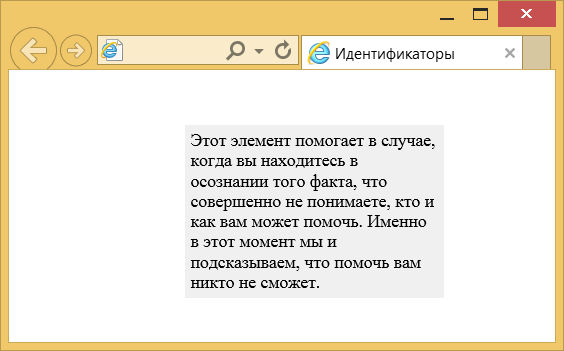 Идентификаторы
Этот элемент помогает в случае,
когда вы находитесь в
осознании того факта, что
совершенно не понимаете, кто и
как вам может помочь. Именно
в этот момент мы и
подсказываем, что помочь вам
никто не сможет.